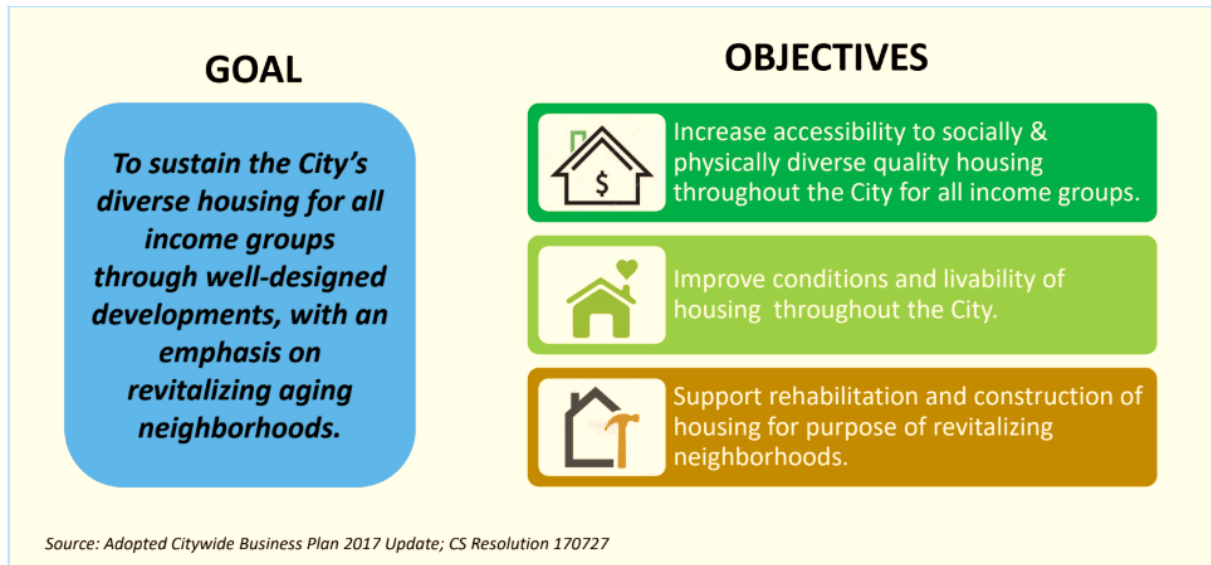 GOAL
To sustain the City’s
diverse housing for all
income groups
through well-designed
developments, with an
emphasis on
revitalizing aging
neighborhoods.
OBJECTIVES
$
Increase accessibility to socially &
physically diverse quality housing
throughout the City for all income groups.
Improve conditions and livability of
housing throughout the City.
Support rehabilitation and construction of
housing for purpose of revitalizing
neighborhoods.
Source: Adopted Citywide Business Plan 2017 Update; CS Resolution 170727